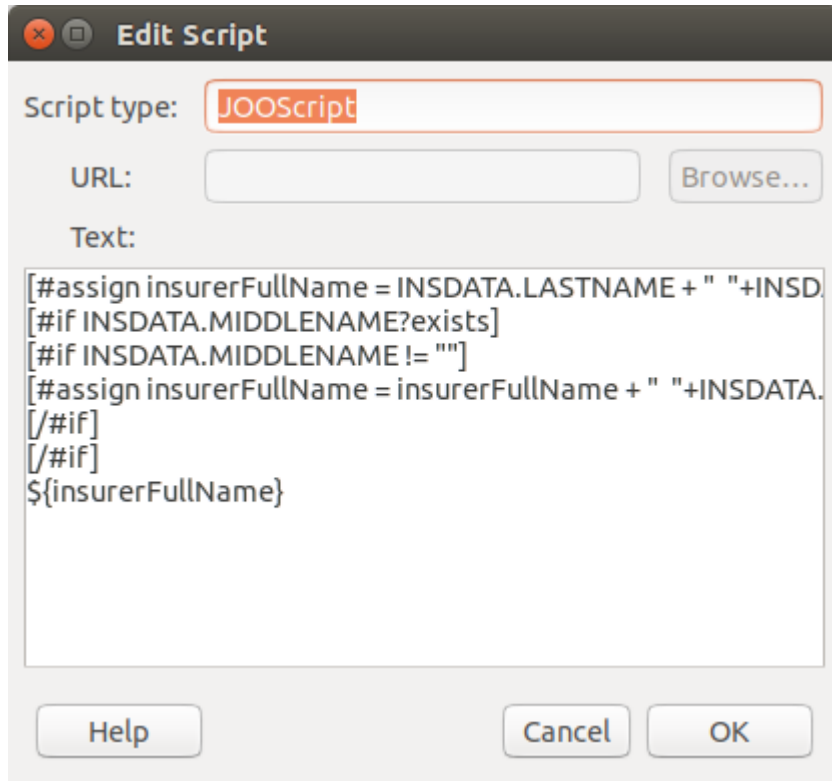 Edit Script
Script type: JOOScript
URL: Browse...
Text:
[#assign insurerFullName = INSDATA.LASTNAME + "  "+INSD
[#if INSDATA.MIDDLENAME?exists]
[#if INSDATA.MIDDLENAME != ""]
[#assign insurerFullName = insurerFullName + "  "+INSDATA.
[/#if]
[/#if]
${insurerFullName}
Help Cancel OK